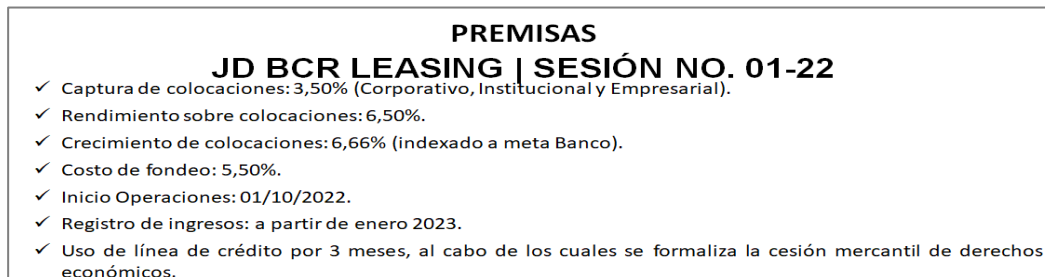 PREMISAS
JD BCR LEASING | SESIÓN NO. 01-22
✓ Captura de colocaciones: 3,50% (Corporativo, Institucional y Empresarial).
✓ Rendimiento sobre colocaciones: 6,50%.
✓ Crecimiento de colocaciones: 6,66% (indexado a meta Banco).
✓ Costo de fondeo: 5,50%.
✓ Inicio Operaciones: 01/10/2022.
✓ Registro de ingresos: a partir de enero 2023.
✓ Uso de línea de crédito por 3 meses, al cabo de los cuales se formaliza la cesión mercantil de derechos
económicos.